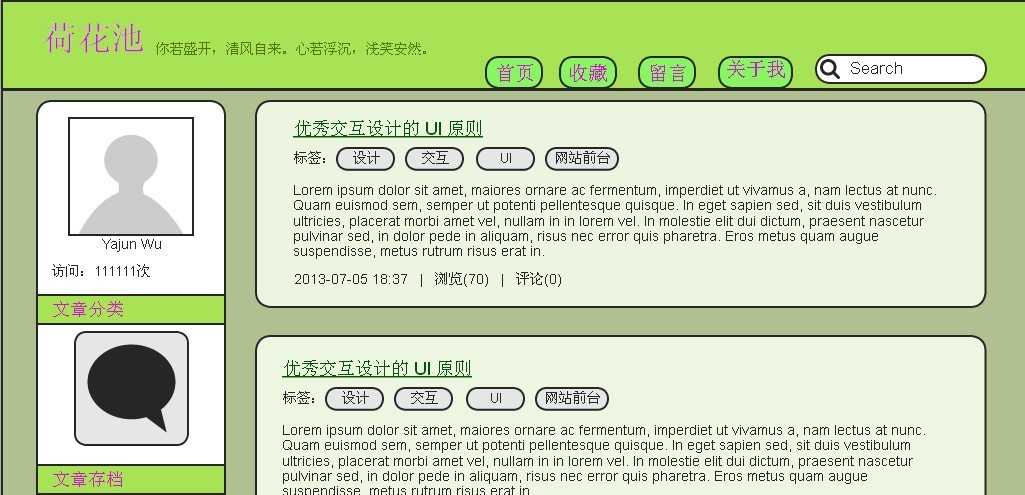 荷花池 你若盛开，清风自来。心若浮沉，浅笑安然。
首页 收藏 留言 关于我 Search
Yajun Wu
访问：111111次
文章分类
文章存档
优秀交互设计的 UI 原则
标签： 设计 交互 UI 网站前台
Lorem ipsum dolor sit amet, maiores ornare ac fermentum, imperdiet ut vivamus a, nam lectus at nunc.
Quam euismod sem, semper ut potenti pellentesque quisque. In eget sapien sed, sit duis vestibulum
ultricies, placerat morbi amet vel, nullam in in lorem vel. In molestie elit dui dictum, praesent nascetur
pulvinar sed, in dolor pede in aliquam, risus nec error quis pharetra. Eros metus quam augue
suspendisse, metus rutrum risus erat in.
2013-07-05 18:37 | 浏览(70) | 评论(0)
优秀交互设计的 UI 原则
标签： 设计 交互 UI 网站前台
Lorem ipsum dolor sit amet, maiores ornare ac fermentum, imperdiet ut vivamus a, nam lectus at nunc.
Quam euismod sem, semper ut potenti pellentesque quisque. In eget sapien sed, sit duis vestibulum
ultricies, placerat morbi amet vel, nullam in in lorem vel. In molestie elit dui dictum, praesent nascetur
pulvinar sed, in dolor pede in aliquam, risus nec error quis pharetra. Eros metus quam augue
suspendisse, metus rutrum risus erat in.